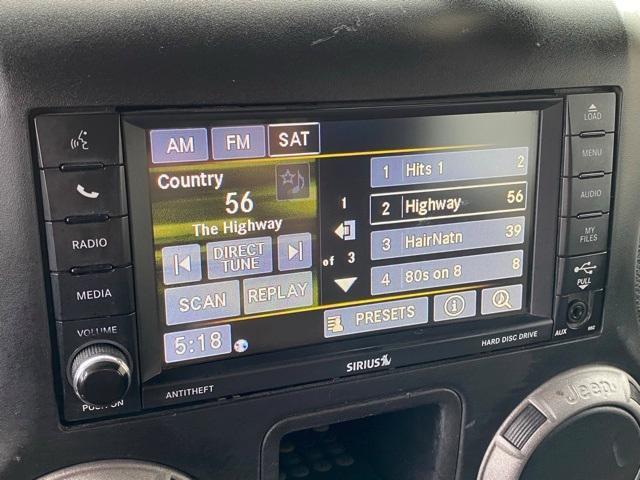 AM FM SAT
Country
56
The Highway
DIRECT
TUNE
SCAN REPLAY
5:18
1
of 3
1 Hits 1 2
2 Highway 56
3 HairNatn 39
4 80s on 8 8
PRESETS
RADIO
MEDIA
VOLUME
PUSH ON
ANTITHEFT
SIRIUS
HARD DISC DRIVE
LOAD
MENU
AUDIO
MY
FILES
PULL
AUX
Jeep